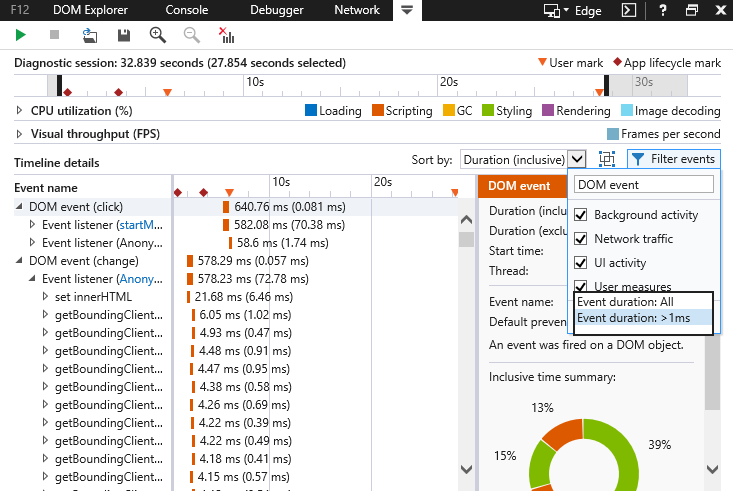 F12 DOM Explorer Console Debugger Network Edge ?
Diagnostic session: 32.839 seconds (27.854 seconds selected) User mark App lifecycle mark
10s 20s 30s
CPU utilization (%) Loading Scripting GC Styling Rendering Image decoding
Visual throughput (FPS) Frames per second
Timeline details Sort by: Duration (inclusive) Filter events
Event name 10s 20s DOM event DOM event
DOM event (click) 640.76 ms (0.081 ms) Duration (inclu Background activity
Event listener (startM... 582.08 ms (70.38 ms) Duration (exclu Network traffic
Event listener (Anony... 58.6 ms (1.74 ms) Start time:
DOM event (change) 578.29 ms (0.057 ms) Thread: UI activity
Event listener (Anony... 578.23 ms (72.78 ms) User measures
set innerHTML 21.68 ms (6.46 ms) Event name: Event duration: All
getBoundingClien... 6.05 ms (1.02 ms) Default preven Event duration: >1ms
getBoundingClien... 4.93 ms (0.47 ms)
getBoundingClien... 4.48 ms (0.91 ms) An event was fired on a DOM object.
getBoundingClien... 4.47 ms (0.95 ms)
getBoundingClien... 4.38 ms (0.58 ms) Inclusive time summary:
getBoundingClien... 4.26 ms (0.69 ms)
getBoundingClien... 4.22 ms (0.39 ms) 13%
getBoundingClien... 4.22 ms (0.49 ms) 39%
getBoundingClien... 4.18 ms (0.41 ms) 15%
getBoundingClien... 4.15 ms (0.57 ms)